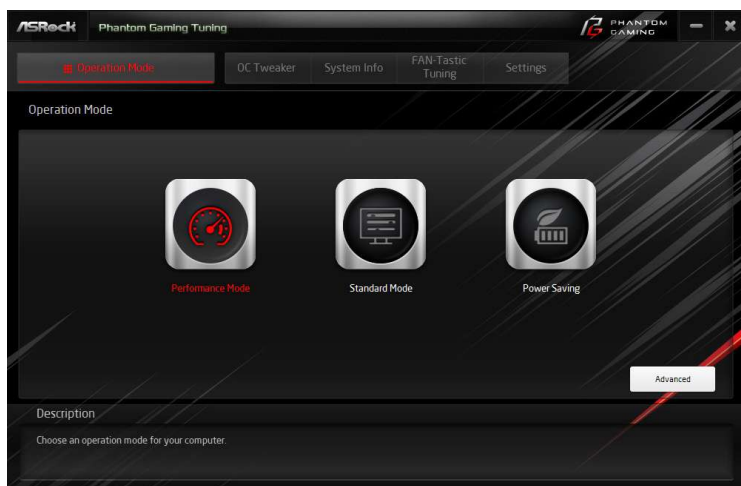 ASRock
Phantom Gaming Tuning
PHANTOM
GAMING
Operation Mode
OC Tweaker
System Info
FAN-Tastic
Tuning
Settings
Operation Mode
Performance Mode
Standard Mode
Power Saving
Advanced
Description
Choose an operation mode for your computer.